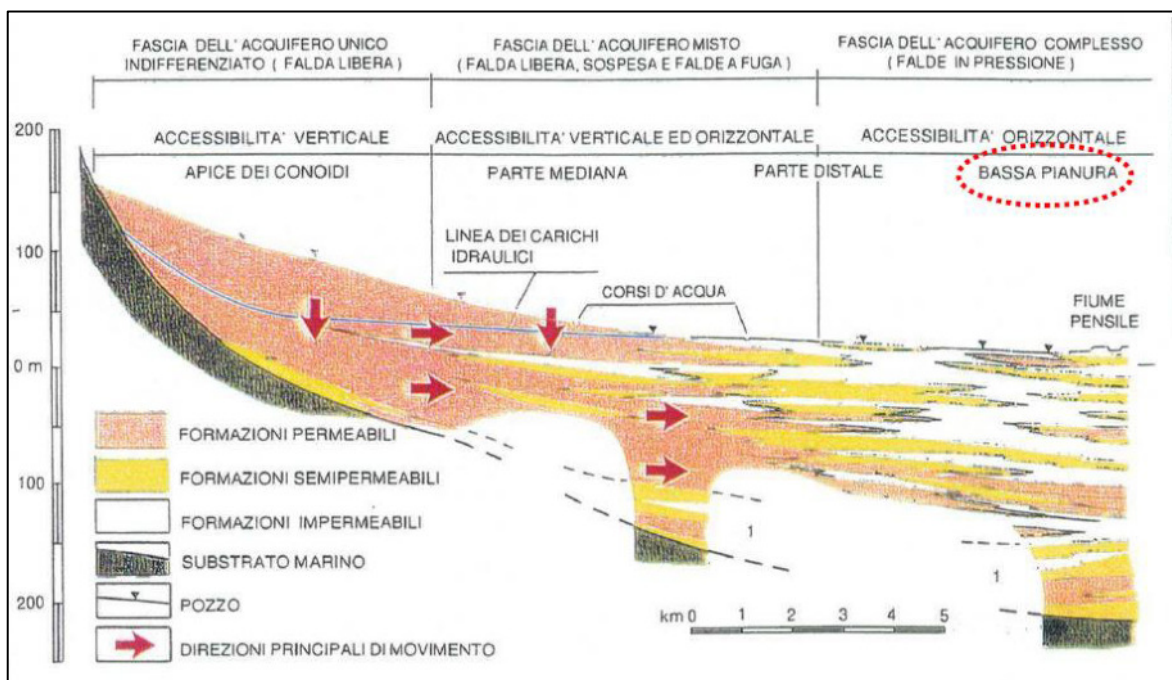 FASCIA DELL' ACQUIFERO UNICO
INDIFFERENZIATO ( FALDA LIBERA )
FASCIA DELL' ACQUIFERO MISTO
(FALDA LIBERA, SOSPESA E FALDE A FUGA )
FASCIA DELL' ACQUIFERO COMPLESSO
( FALDE IN PRESSIONE )
ACCESSIBILITA' VERTICALE
ACCESSIBILITA' VERTICALE ED ORIZZONTALE
ACCESSIBILITA' ORIZZONTALE
APICE DEI CONOIDI
PARTE MEDIANA
PARTE DISTALE
BASSA PIANURA
200
100
0 m
100
200
LINEA DEI CARICHI
IDRAULICI
CORSI D' ACQUA
FIUME
PENSILE
FORMAZIONI PERMEABILI
FORMAZIONI SEMIPERMEABILI
FORMAZIONI IMPERMEABILI
SUBSTRATO MARINO
POZZO
DIREZIONI PRINCIPALI DI MOVIMENTO
1
1
km 0 1 2 3 4 5